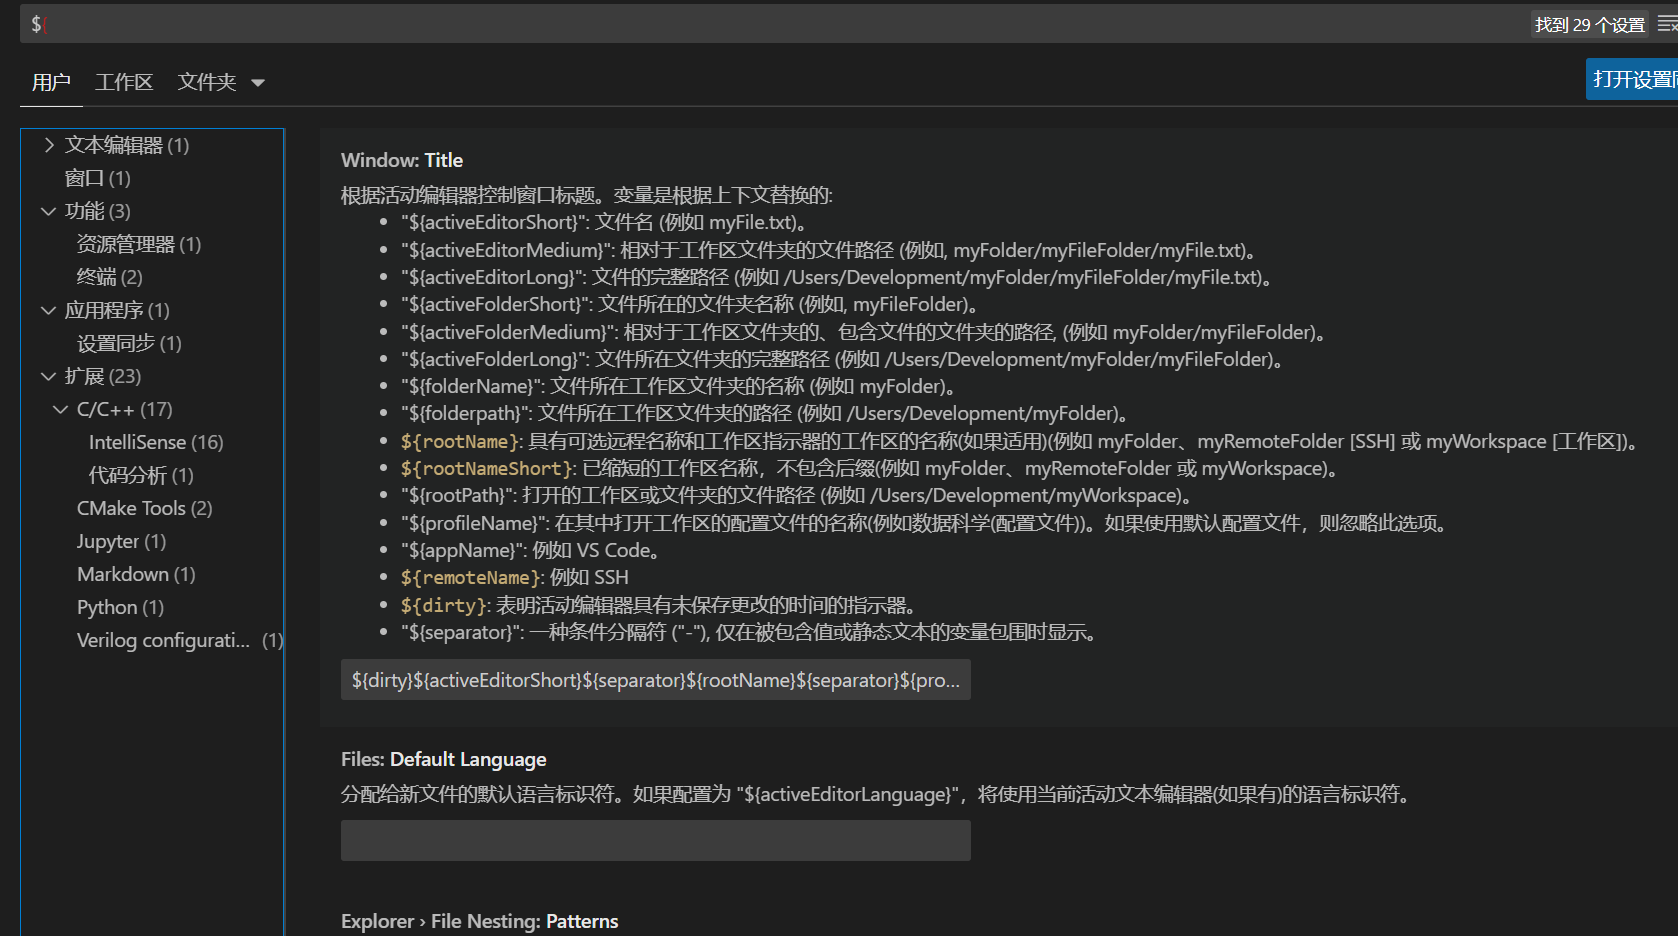 ${
找到 29 个设置
用户 工作区 文件夹
打开设置同
文本编辑器 (1)
窗口 (1)
功能 (3)
资源管理器 (1)
终端 (2)
应用程序 (1)
设置同步 (1)
扩展 (23)
C/C++ (17)
IntelliSense (16)
代码分析 (1)
CMake Tools (2)
Jupyter (1)
Markdown (1)
Python (1)
Verilog configurati... (1)
Window: Title
根据活动编辑器控制窗口标题。变量是根据上下文替换的:
• "${activeEditorShort}": 文件名 (例如 myFile.txt)。
• "${activeEditorMedium}": 相对于工作区文件夹的文件路径 (例如, myFolder/myFileFolder/myFile.txt)。
• "${activeEditorLong}": 文件的完整路径 (例如 /Users/Development/myFolder/myFileFolder/myFile.txt)。
• "${activeFolderShort}": 文件所在的文件夹名称 (例如, myFileFolder)。
• "${activeFolderMedium}": 相对于工作区文件夹的、包含文件的文件夹的路径, (例如 myFolder/myFileFolder)。
• "${activeFolderLong}": 文件所在文件夹的完整路径 (例如 /Users/Development/myFolder/myFileFolder)。
• "${folderName}": 文件所在工作区文件夹的名称 (例如 myFolder)。
• "${folderpath}": 文件所在工作区文件夹的路径 (例如 /Users/Development/myFolder)。
• ${rootName}: 具有可选远程名称和工作区指示器的工作区的名称(如果适用)(例如 myFolder、myRemoteFolder [SSH] 或 myWorkspace [工作区])。
• ${rootNameShort}: 已缩短的工作区名称，不包含后缀(例如 myFolder、myRemoteFolder 或 myWorkspace)。
• "${rootPath}": 打开的工作区或文件夹的文件路径 (例如 /Users/Development/myWorkspace)。
• "${profileName}": 在其中打开工作区的配置文件的名称(例如数据科学(配置文件))。如果使用默认配置文件，则忽略此选项。
• "${appName}": 例如 VS Code。
• ${remoteName}: 例如 SSH
• ${dirty}: 表明活动编辑器具有未保存更改的时间的指示器。
• "${separator}": 一种条件分隔符 ("-"), 仅在被包含值或静态文本的变量包围时显示。
${dirty}${activeEditorShort}${separator}${rootName}${separator}${pro...
Files: Default Language
分配给新文件的默认语言标识符。如果配置为 "${activeEditorLanguage}"，将使用当前活动文本编辑器(如果有)的语言标识符。
Explorer › File Nesting: Patterns